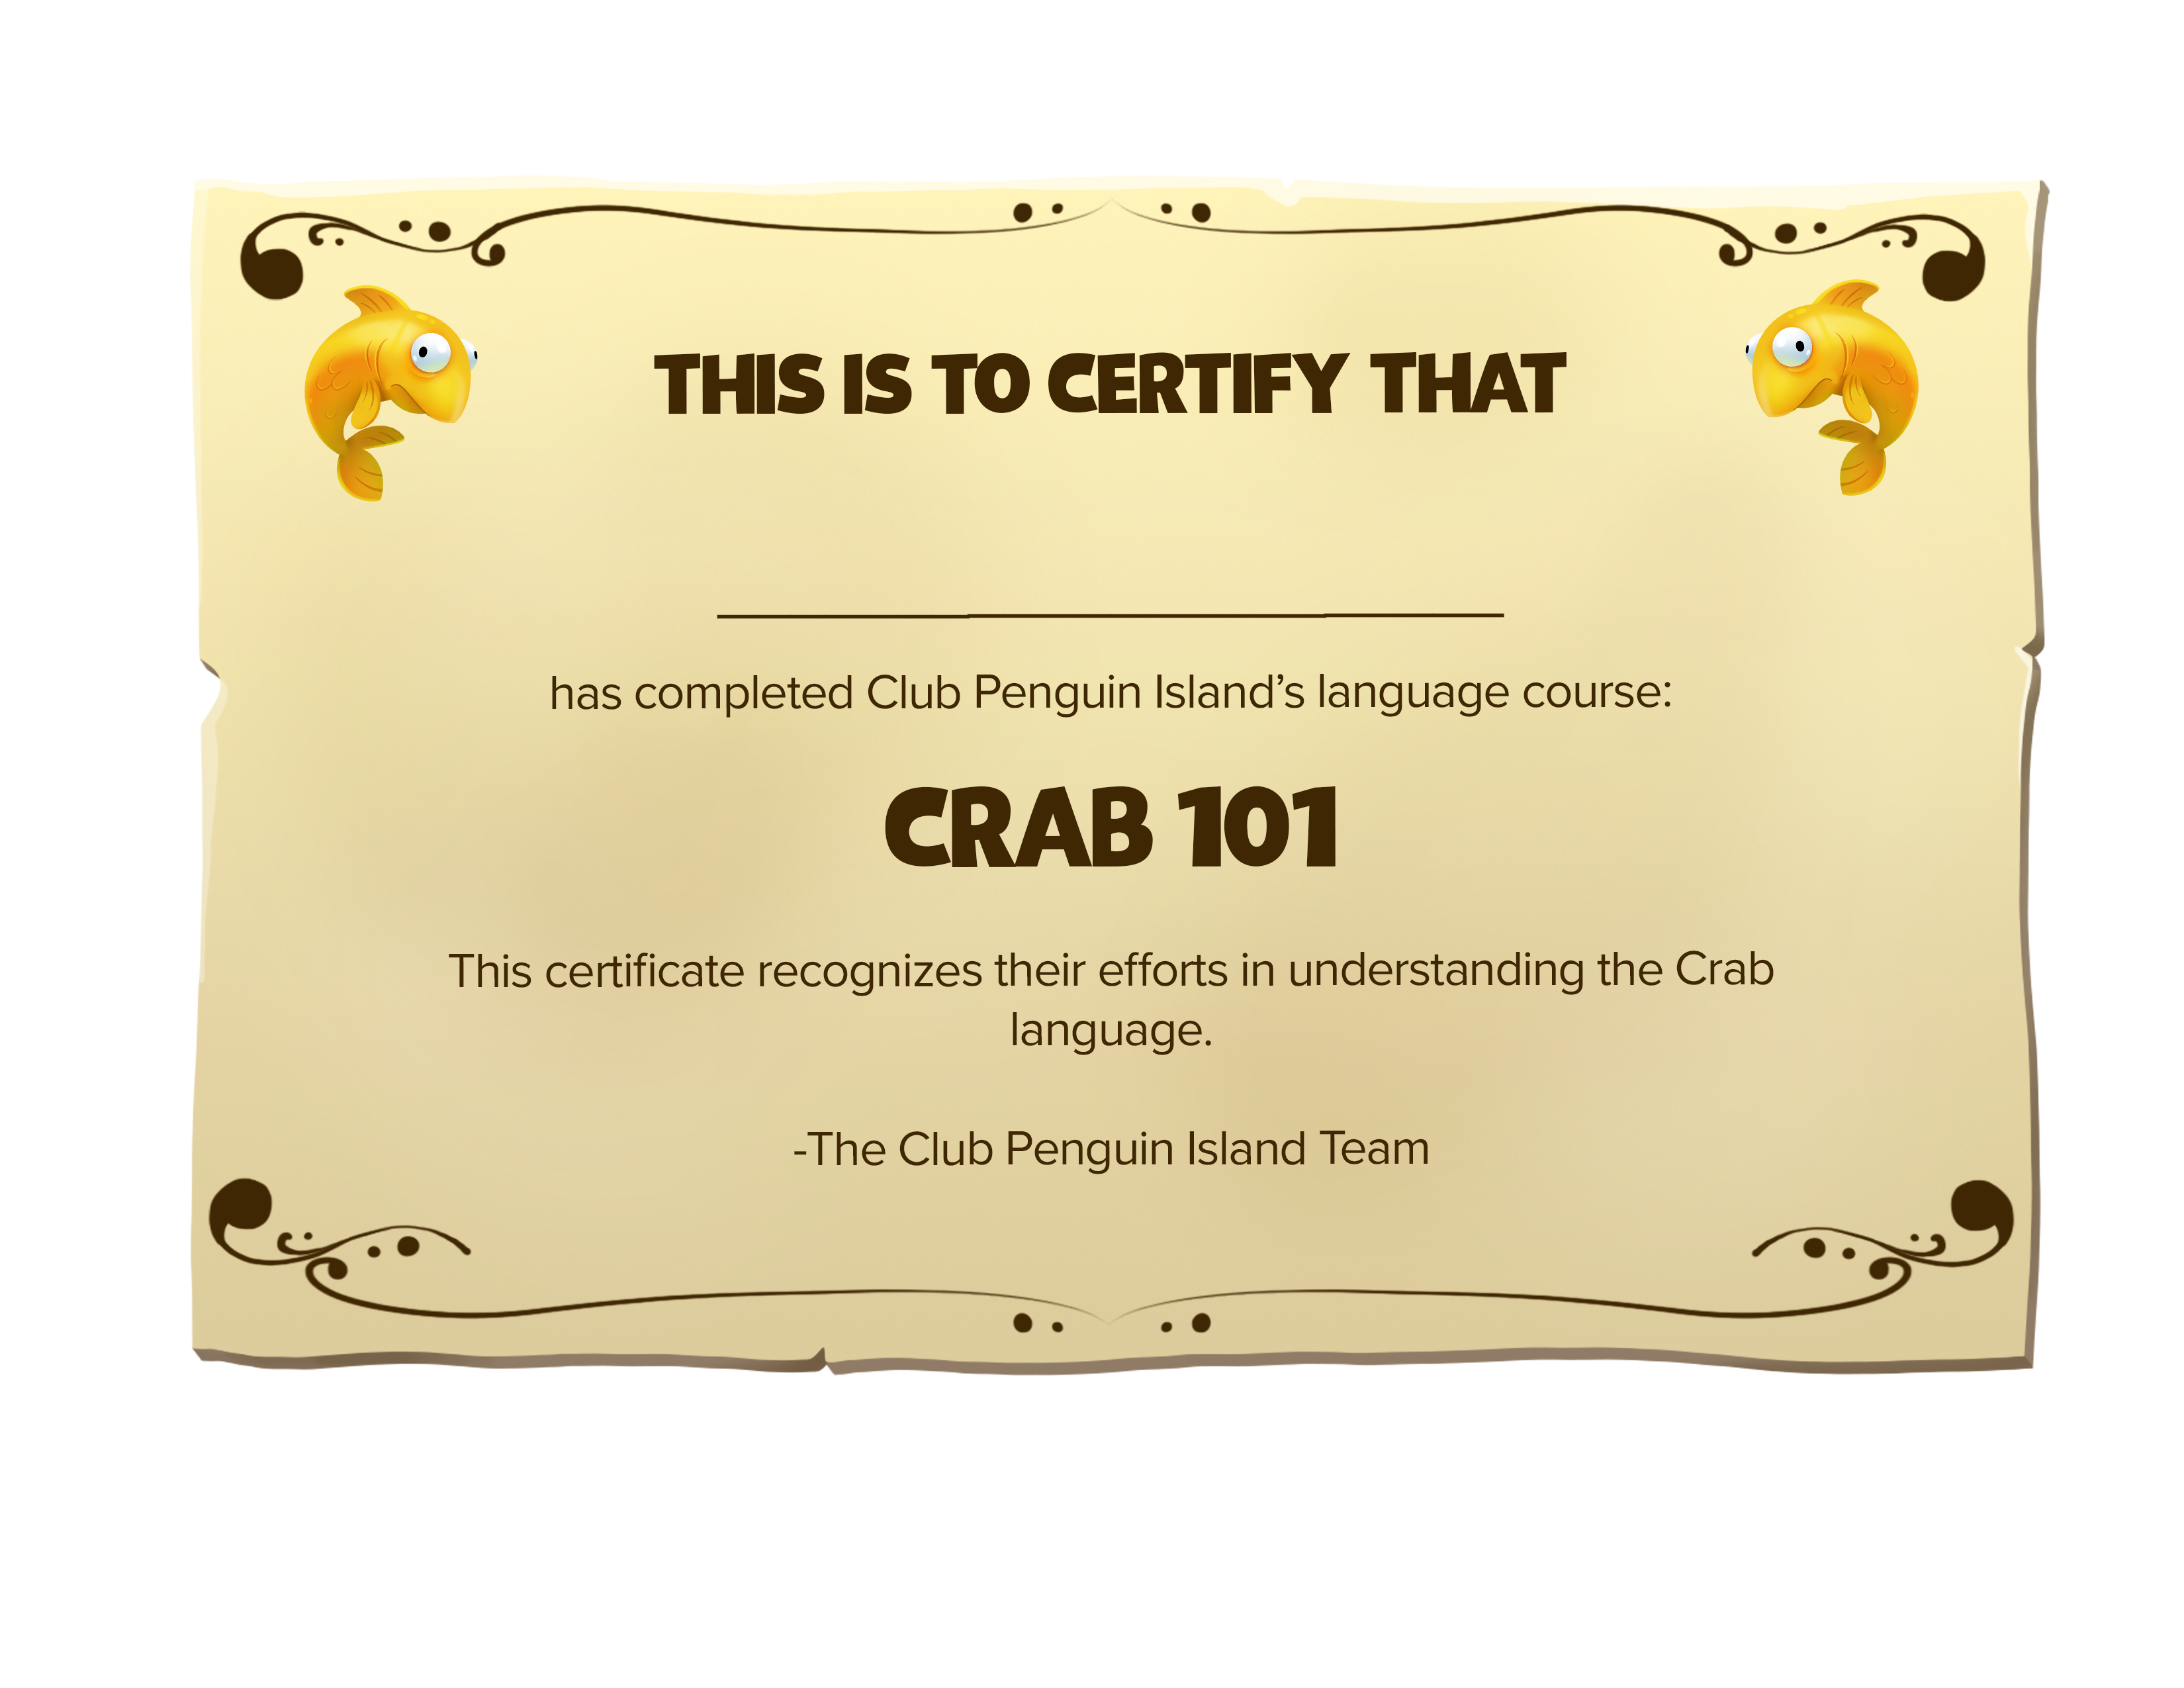 THIS IS TO CERTIFY THAT
has completed Club Penguin Island’s language course:
CRAB 101
This certificate recognizes their efforts in understanding the Crab
language.
-The Club Penguin Island Team